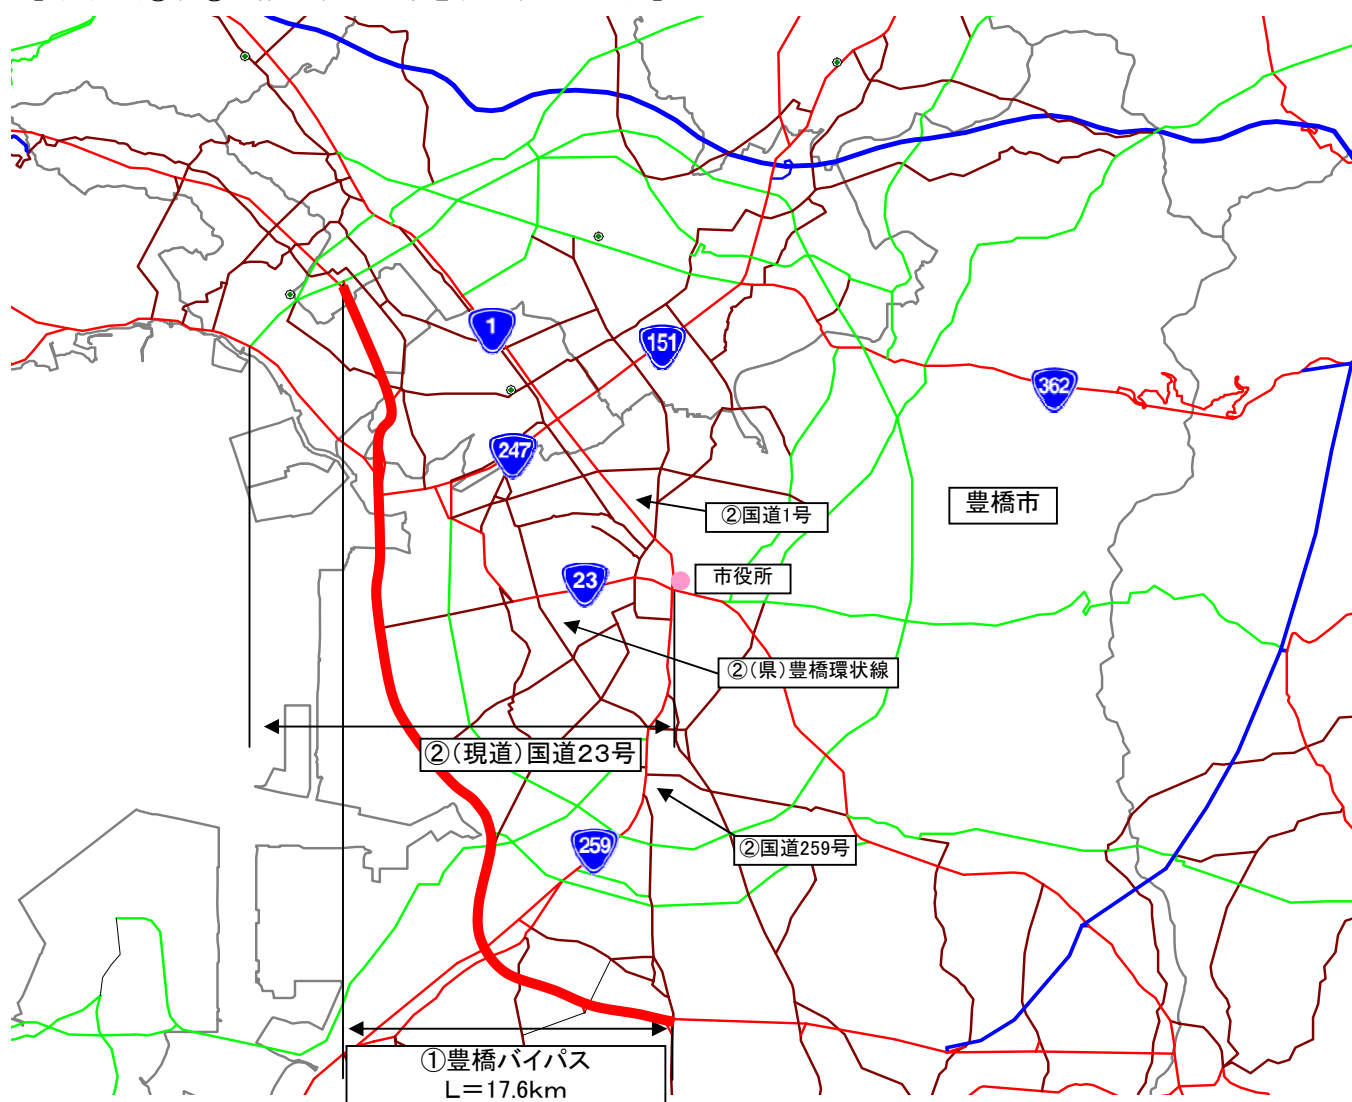 1
151
362
247
②国道1号
豊橋市
23
市役所
②(県)豊橋環状線
②(現道)国道23号
259
②国道259号
①豊橋バイパス
L=17.6km